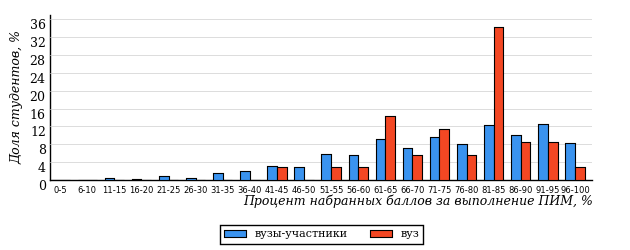 Доля студентов, %
36
32
28
24
20
16
12
8
4
0
0-5 6-10 11-15 16-20 21-25 26-30 31-35 36-40 41-45 46-50 51-55 56-60 61-65 66-70 71-75 76-80 81-85 86-90 91-95 96-100
Процент набранных баллов за выполнение ПИМ, %
вузы-участники вуз